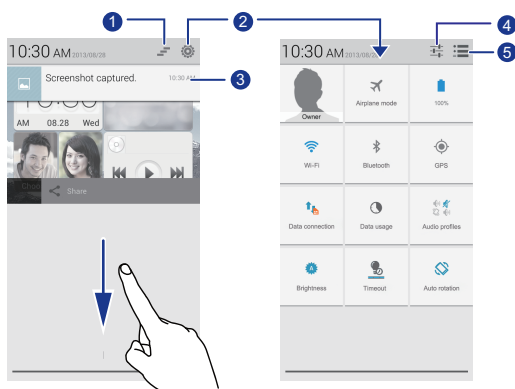 1
2
4
10:30 AM 2013/08/28
10:30 AM 2013/08/28
5
Screenshot captured.
10:30 AM
3
AM 08.28 Wed
Share
Owner
Airplane mode
100%
Wi-Fi
Bluetooth
GPS
Data connection
Data usage
Audio profiles
A
Brightness
Timeout
Auto rotation